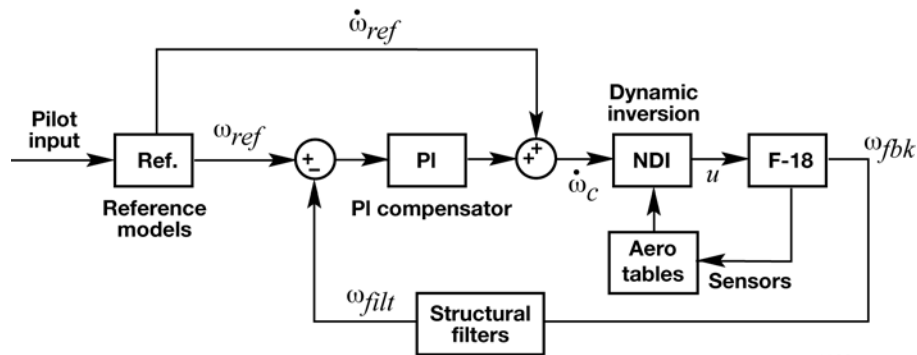 ω̇ref
Pilot
input
Ref.
Reference
models
ωref
+
−
PI
PI compensator
+
+
ω̇c
Dynamic
inversion
NDI
u
F-18
ωfbk
Aero
tables
Sensors
ωfilt
Structural
filters